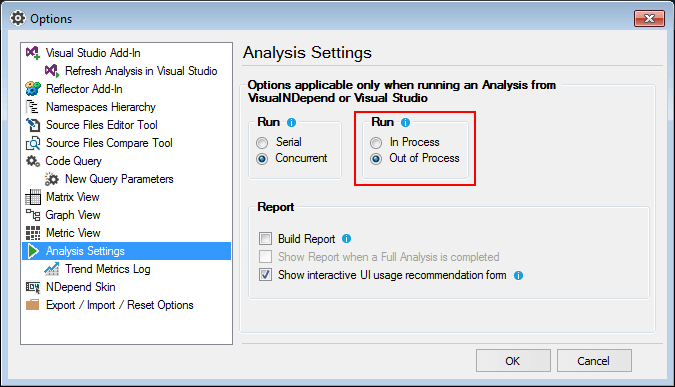 Options
Visual Studio Add-In
Refresh Analysis in Visual Studio
Reflector Add-In
Namespaces Hierarchy
Source Files Editor Tool
Source Files Compare Tool
Code Query
New Query Parameters
Matrix View
Graph View
Metric View
Analysis Settings
Trend Metrics Log
NDepend Skin
Export / Import / Reset Options
Analysis Settings
Options applicable only when running an Analysis from
VisualNDepend or Visual Studio
Run
Serial
Concurrent
Run
In Process
Out of Process
Report
Build Report
Show Report when a Full Analysis is completed
Show interactive UI usage recommendation form
OK
Cancel